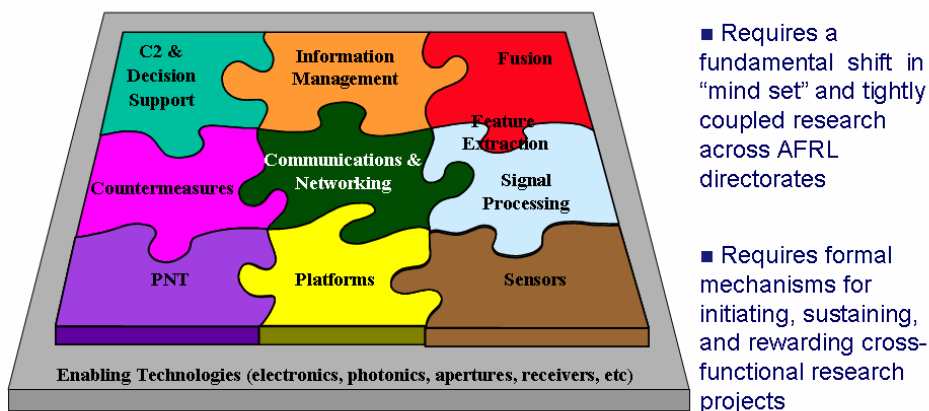 C2 &
Decision
Support
Information
Management
Fusion
Feature
Extraction
Countermeasures
Communications &
Networking
Signal
Processing
PNT
Platforms
Sensors
Enabling Technologies (electronics, photonics, apertures, receivers, etc)
■ Requires a
fundamental shift in
“mind set” and tightly
coupled research
across AFRL
directorates
■ Requires formal
mechanisms for
initiating, sustaining,
and rewarding cross-
functional research
projects